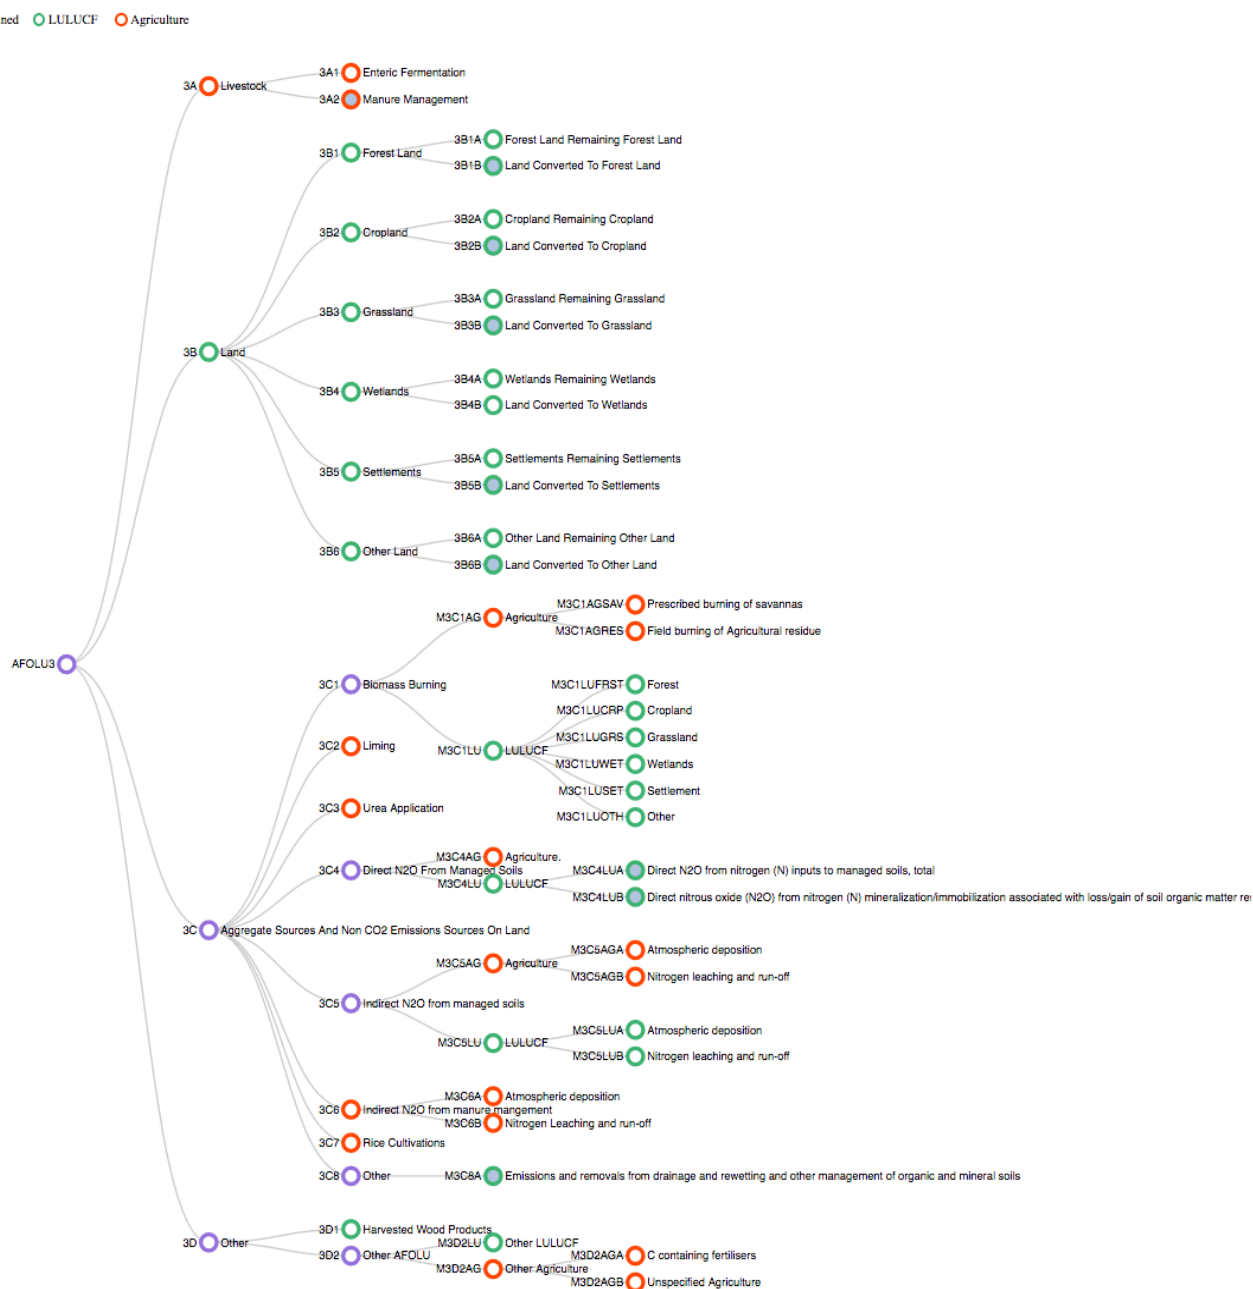 ned LULUCF Agriculture
3A Livestock
3A1 Enteric Fermentation
3A2 Manure Management
3B1 Forest Land
3B1A Forest Land Remaining Forest Land
3B1B Land Converted To Forest Land
3B2 Cropland
3B2A Cropland Remaining Cropland
3B2B Land Converted To Cropland
3B3 Grassland
3B3A Grassland Remaining Grassland
3B3B Land Converted To Grassland
3B Land
3B4 Wetlands
3B4A Wetlands Remaining Wetlands
3B4B Land Converted To Wetlands
3B5 Settlements
3B5A Settlements Remaining Settlements
3B5B Land Converted To Settlements
3B6 Other Land
3B6A Other Land Remaining Other Land
3B6B Land Converted To Other Land
AFOLU3
3C1 Biomass Burning
M3C1AG Agriculture
M3C1AGSAV Prescribed burning of savannas
M3C1AGRES Field burning of Agricultural residue
M3C1LU LULUCF
M3C1LUFRST Forest
M3C1LUCRP Cropland
M3C1LUGRS Grassland
M3C1LUWET Wetlands
M3C1LUSET Settlement
M3C1LUOTH Other
3C2 Liming
3C3 Urea Application
3C4 Direct N2O From Managed Soils
M3C4AG Agriculture.
M3C4LU LULUCF
M3C4LUA Direct N2O from nitrogen (N) inputs to managed soils, total
M3C4LUB Direct nitrous oxide (N2O) from nitrogen (N) mineralization/immobilization associated with loss/gain of soil organic matter re
3C Aggregate Sources And Non CO2 Emissions Sources On Land
3C5 Indirect N2O from managed soils
M3C5AG Agriculture
M3C5AGA Atmospheric deposition
M3C5AGB Nitrogen leaching and run-off
M3C5LU LULUCF
M3C5LUA Atmospheric deposition
M3C5LUB Nitrogen leaching and run-off
3C6 Indirect N2O from manure mangement
M3C6A Atmospheric deposition
M3C6B Nitrogen Leaching and run-off
3C7 Rice Cultivations
3C8 Other
M3C8A Emissions and removals from drainage and rewetting and other management of organic and mineral soils
3D Other
3D1 Harvested Wood Products
3D2 Other AFOLU
M3D2LU Other LULUCF
M3D2AG Other Agriculture
M3D2AGA C containing fertilisers
M3D2AGB Unspecified Agriculture